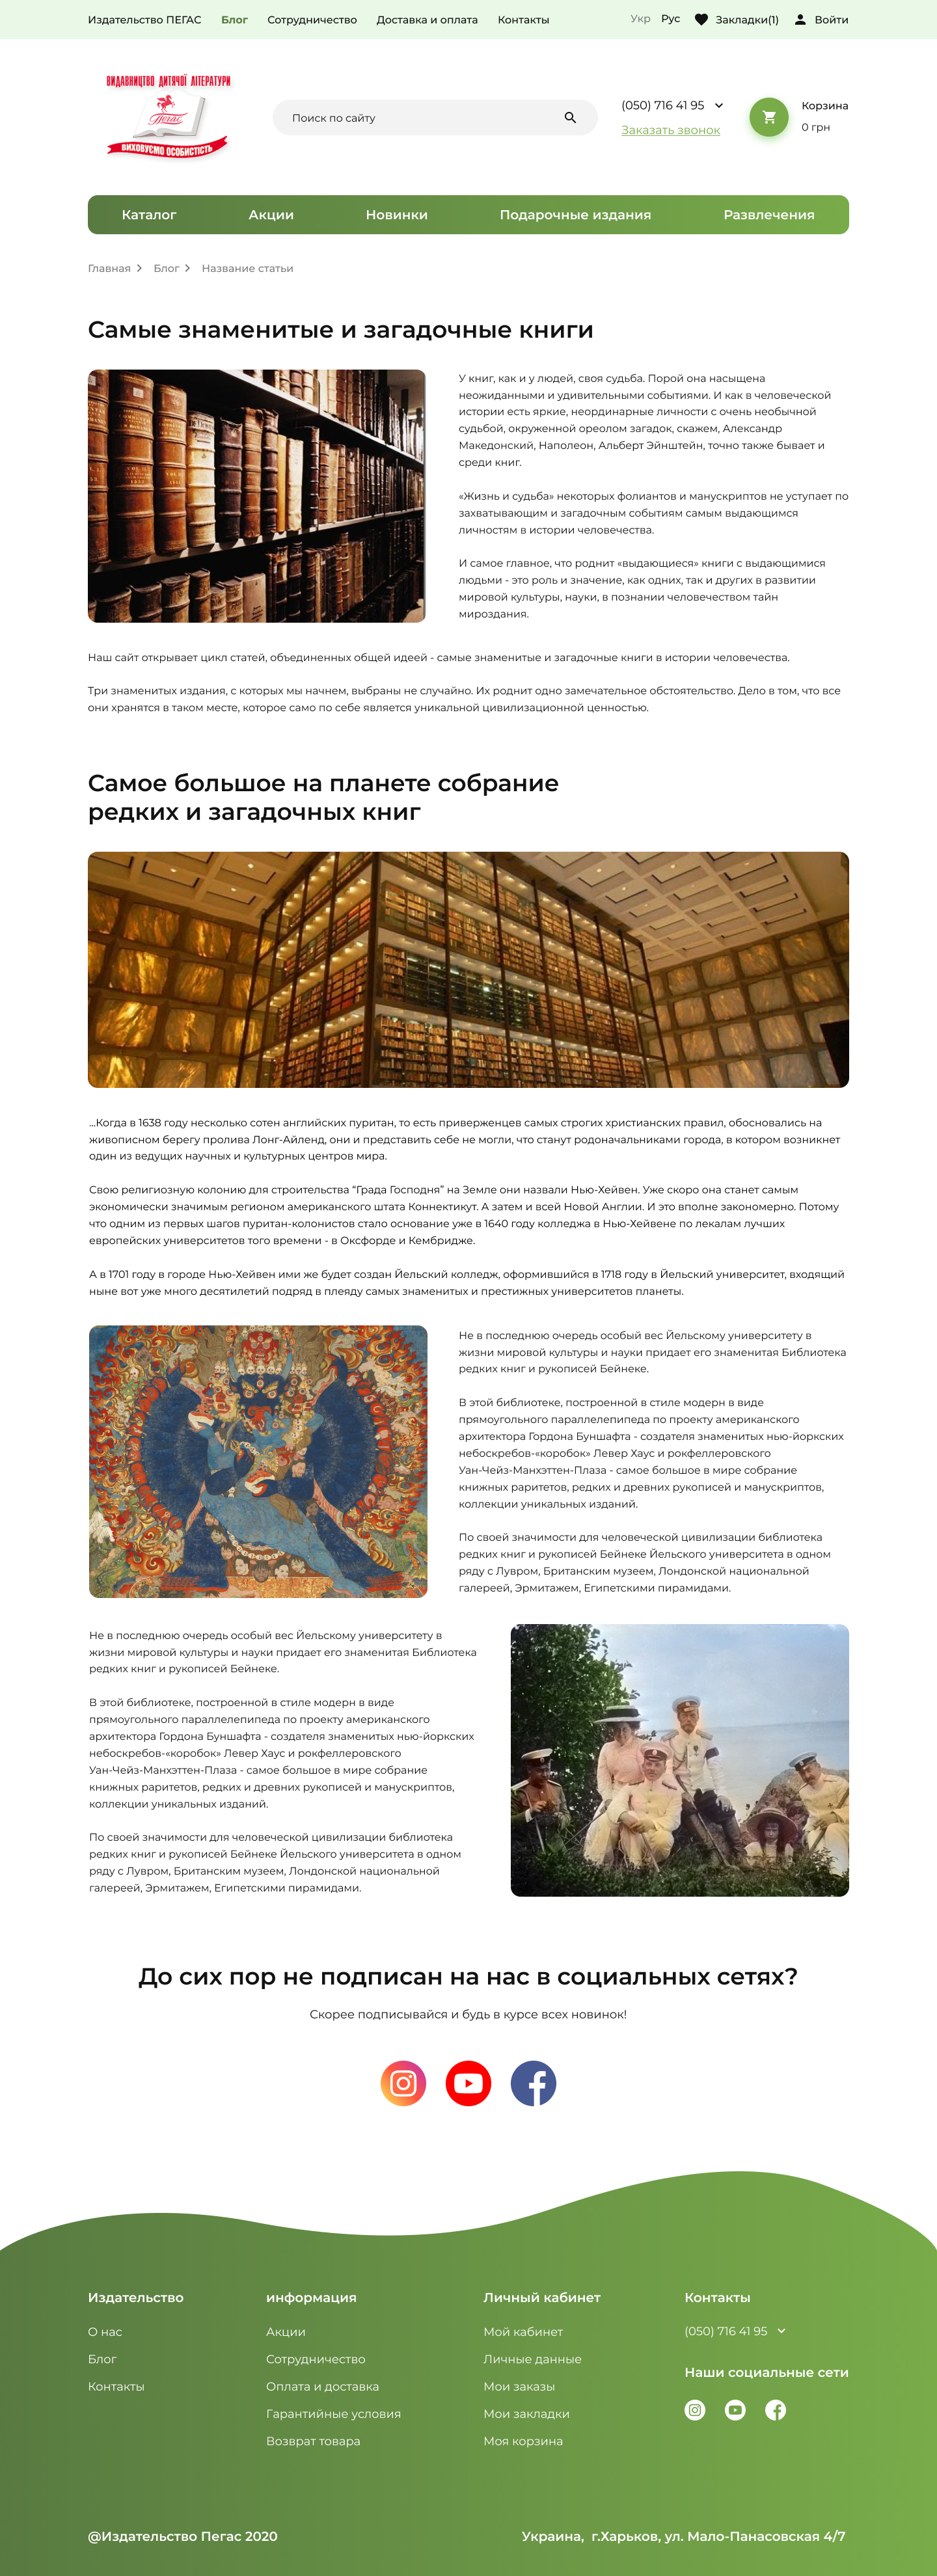 Издательство ПЕГАС Блог Сотрудничество Доставка и оплата Контакты Укр Рус Закладки(1) Войти
ВИДАВНИЦТВО ДИТЯЧОЇ ЛІТЕРАТУРИ
Пегас
ВИХОВУЄМО ОСОБИСТІСТЬ
Поиск по сайту
(050) 716 41 95
Заказать звонок
Корзина
0 грн
Каталог Акции Новинки Подарочные издания Развлечения
Главная Блог Название статьи
Самые знаменитые и загадочные книги
У книг, как и у людей, своя судьба. Порой она насыщена
неожиданными и удивительными событиями. И как в человеческой
истории есть яркие, неординарные личности с очень необычной
судьбой, окруженной ореолом загадок, скажем, Александр
Македонский, Наполеон, Альберт Эйнштейн, точно также бывает и
среди книг.
«Жизнь и судьба» некоторых фолиантов и манускриптов не уступает по
захватывающим и загадочным событиям самым выдающимся
личностям в истории человечества.
И самое главное, что роднит «выдающиеся» книги с выдающимися
людьми - это роль и значение, как одних, так и других в развитии
мировой культуры, науки, в познании человечеством тайн
мироздания.
Наш сайт открывает цикл статей, объединенных общей идеей - самые знаменитые и загадочные книги в истории человечества.
Три знаменитых издания, с которых мы начнем, выбраны не случайно. Их роднит одно замечательное обстоятельство. Дело в том, что все
они хранятся в таком месте, которое само по себе является уникальной цивилизационной ценностью.
Самое большое на планете собрание
редких и загадочных книг
...Когда в 1638 году несколько сотен английских пуритан, то есть приверженцев самых строгих христианских правил, обосновались на
живописном берегу пролива Лонг-Айленд, они и представить себе не могли, что станут родоначальниками города, в котором возникнет
один из ведущих научных и культурных центров мира.
Свою религиозную колонию для строительства “Града Господня” на Земле они назвали Нью-Хейвен. Уже скоро она станет самым
экономически значимым регионом американского штата Коннектикут. А затем и всей Новой Англии. И это вполне закономерно. Потому
что одним из первых шагов пуритан-колонистов стало основание уже в 1640 году колледжа в Нью-Хейвене по лекалам лучших
европейских университетов того времени - в Оксфорде и Кембридже.
А в 1701 году в городе Нью-Хейвен ими же будет создан Йельский колледж, оформившийся в 1718 году в Йельский университет, входящий
ныне вот уже много десятилетий подряд в плеяду самых знаменитых и престижных университетов планеты.
Не в последнюю очередь особый вес Йельскому университету в
жизни мировой культуры и науки придает его знаменитая Библиотека
редких книг и рукописей Бейнеке.
В этой библиотеке, построенной в стиле модерн в виде
прямоугольного параллелепипеда по проекту американского
архитектора Гордона Буншафта - создателя знаменитых нью-йоркских
небоскребов-«коробок» Левер Хаус и рокфеллеровского
Уан-Чейз-Манхэттен-Плаза - самое большое в мире собрание
книжных раритетов, редких и древних рукописей и манускриптов,
коллекции уникальных изданий.
По своей значимости для человеческой цивилизации библиотека
редких книг и рукописей Бейнеке Йельского университета в одном
ряду с Лувром, Британским музеем, Лондонской национальной
галереей, Эрмитажем, Египетскими пирамидами.
Не в последнюю очередь особый вес Йельскому университету в
жизни мировой культуры и науки придает его знаменитая Библиотека
редких книг и рукописей Бейнеке.
В этой библиотеке, построенной в стиле модерн в виде
прямоугольного параллелепипеда по проекту американского
архитектора Гордона Буншафта - создателя знаменитых нью-йоркских
небоскребов-«коробок» Левер Хаус и рокфеллеровского
Уан-Чейз-Манхэттен-Плаза - самое большое в мире собрание
книжных раритетов, редких и древних рукописей и манускриптов,
коллекции уникальных изданий.
По своей значимости для человеческой цивилизации библиотека
редких книг и рукописей Бейнеке Йельского университета в одном
ряду с Лувром, Британским музеем, Лондонской национальной
галереей, Эрмитажем, Египетскими пирамидами.
До сих пор не подписан на нас в социальных сетях?
Скорее подписывайся и будь в курсе всех новинок!
Издательство
О нас
Блог
Контакты
информация
Акции
Сотрудничество
Оплата и доставка
Гарантийные условия
Возврат товара
Личный кабинет
Мой кабинет
Личные данные
Мои заказы
Мои закладки
Моя корзина
Контакты
(050) 716 41 95
Наши социальные сети
@Издательство Пегас 2020
Украина, г.Харьков, ул. Мало-Панасовская 4/7